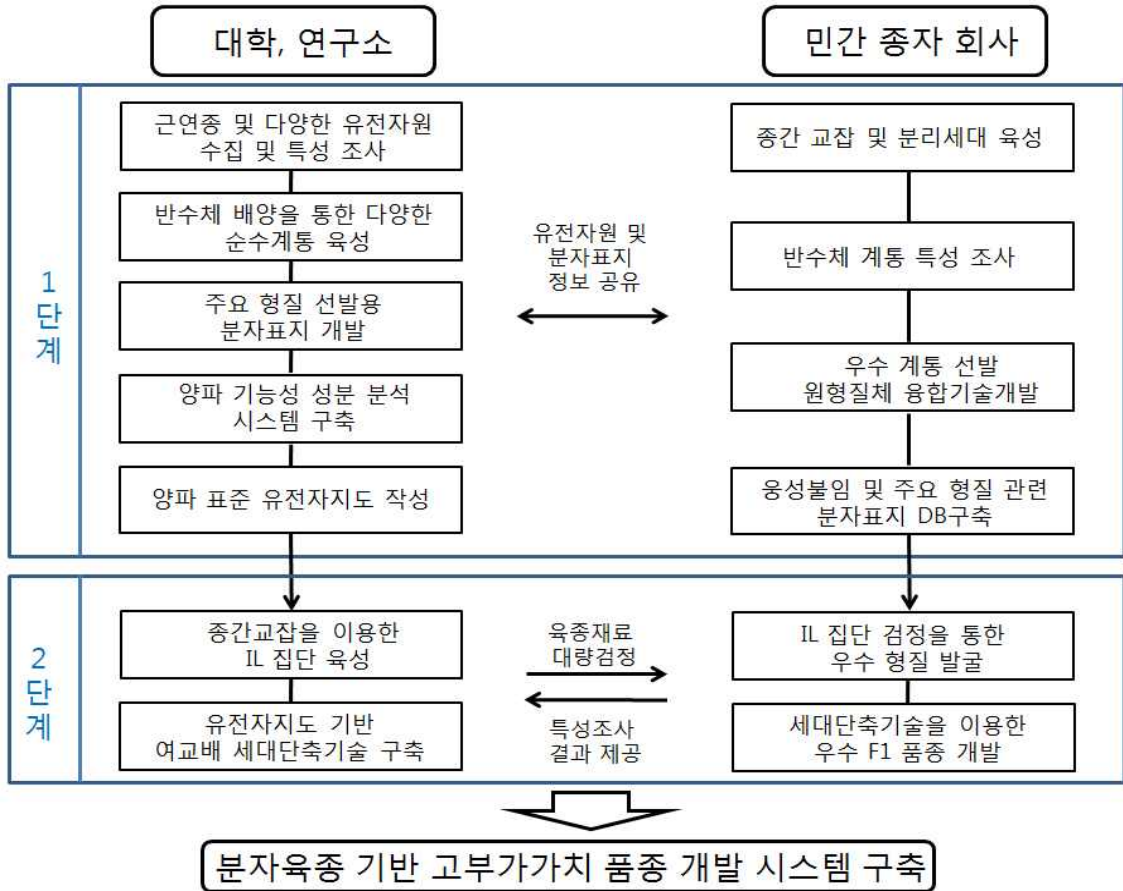 대학, 연구소
민간 종자 회사
1
단
계
근연종 및 다양한 유전자원
수집 및 특성 조사
반수체 배양을 통한 다양한
순수계통 육성
주요 형질 선발용
분자표지 개발
양파 기능성 성분 분석
시스템 구축
양파 표준 유전자지도 작성
유전자원 및
분자표지
정보 공유
종간 교잡 및 분리세대 육성
반수체 계통 특성 조사
우수 계통 선발
원형질체 융합기술개발
웅성불임 및 주요 형질 관련
분자표지 DB구축
2
단
계
종간교잡을 이용한
IL 집단 육성
유전자지도 기반
여교배 세대단축기술 구축
육종재료
대량검정
특성조사
결과 제공
IL 집단 검정을 통한
우수 형질 발굴
세대단축기술을 이용한
우수 F1 품종 개발
분자육종 기반 고부가가치 품종 개발 시스템 구축